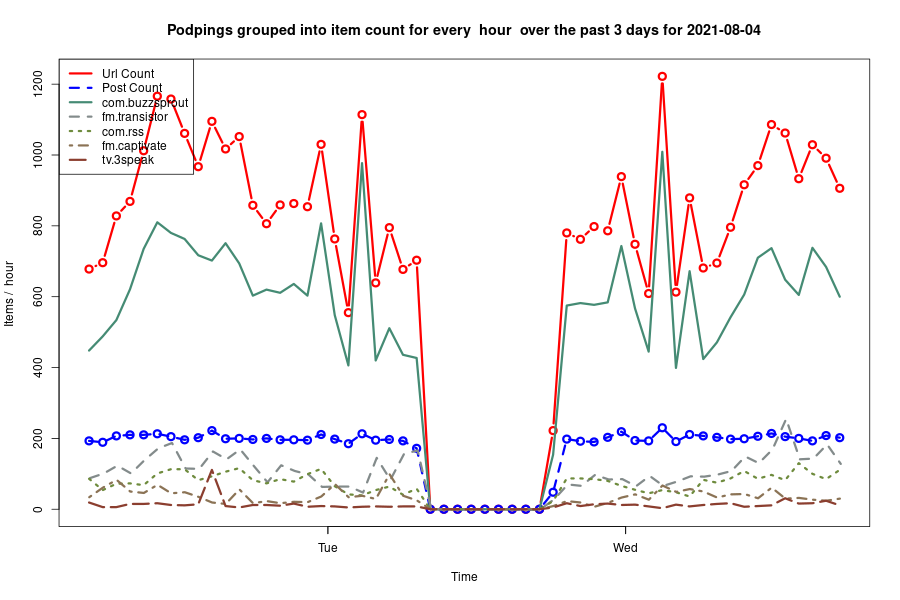 Podpings grouped into item count for every  hour  over the past 3 days for 2021-08-04
Url Count
Post Count
com.buzzsprout
fm.transistor
com.rss
fm.captivate
tv.3speak
1200
1000
800
600
400
200
0
Items / hour
Tue
Wed
Time